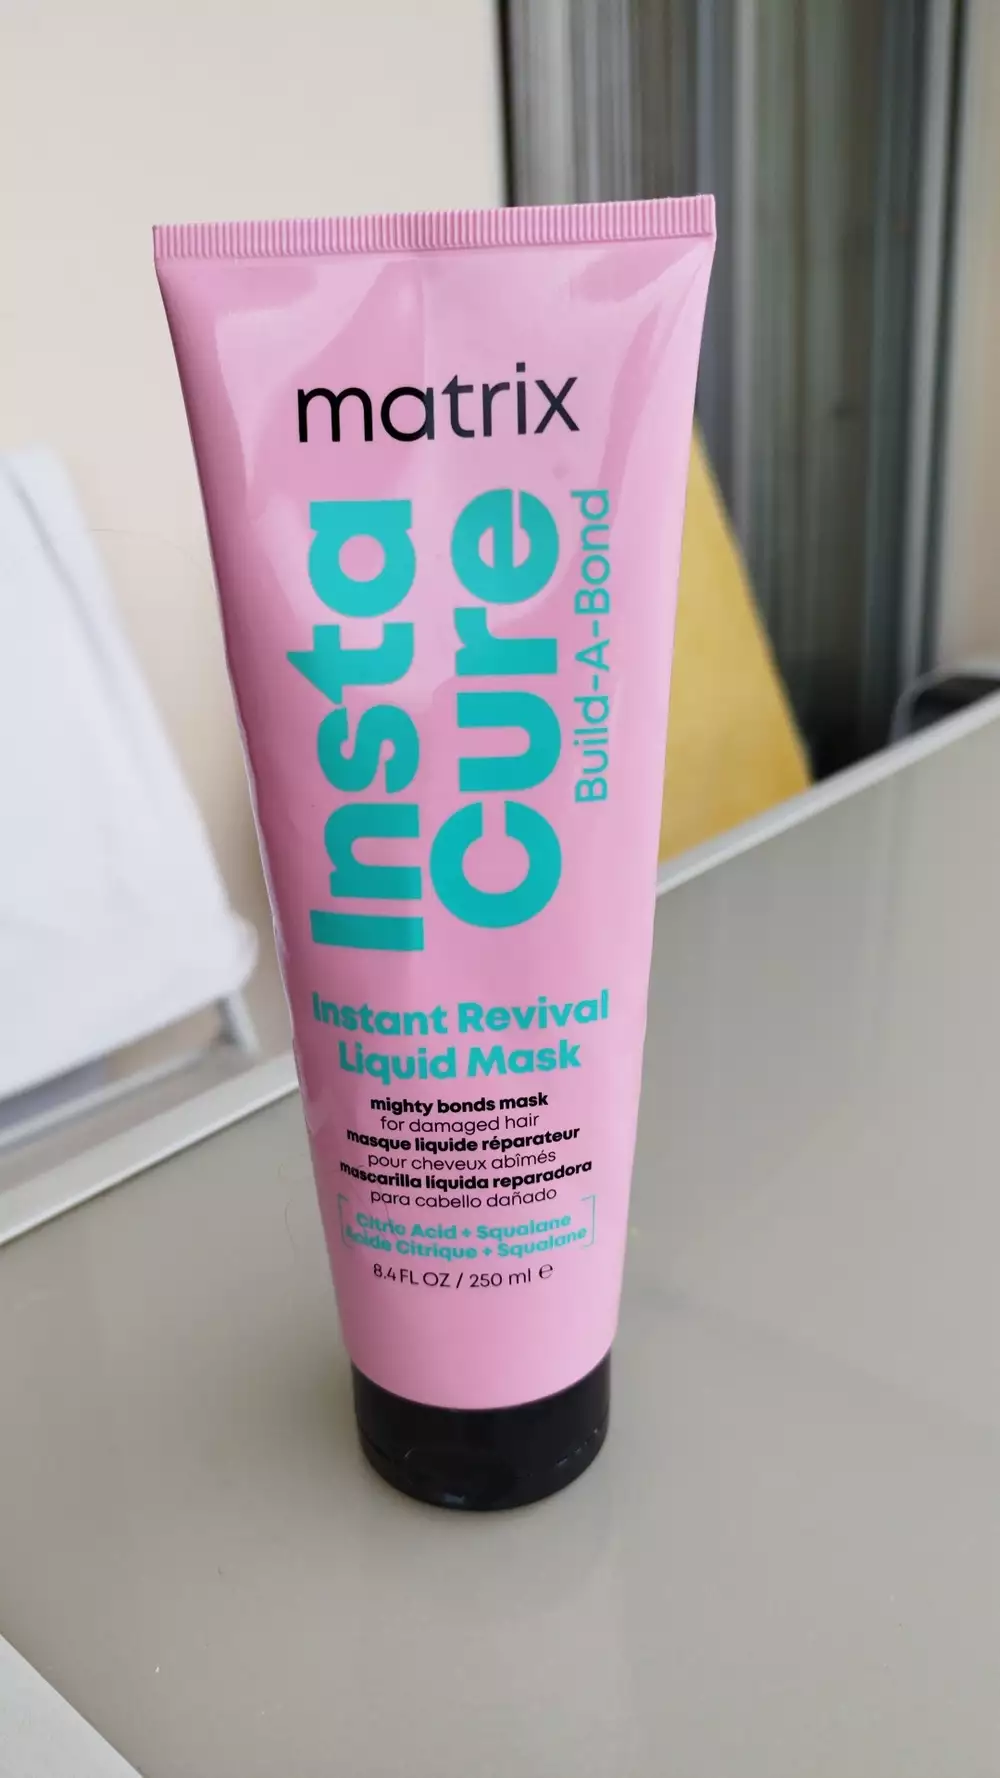 matrix
Insta
Cure
Build-A-Bond
Instant Revival
Liquid Mask
mighty bonds mask
for damaged hair
masque liquide réparateur
pour cheveux abîmés
mascarilla líquida reparadora
para cabello dañado
Citric Acid + Squalane
Acide Citrique + Squalane
8.4 FL OZ / 250 ml ℮